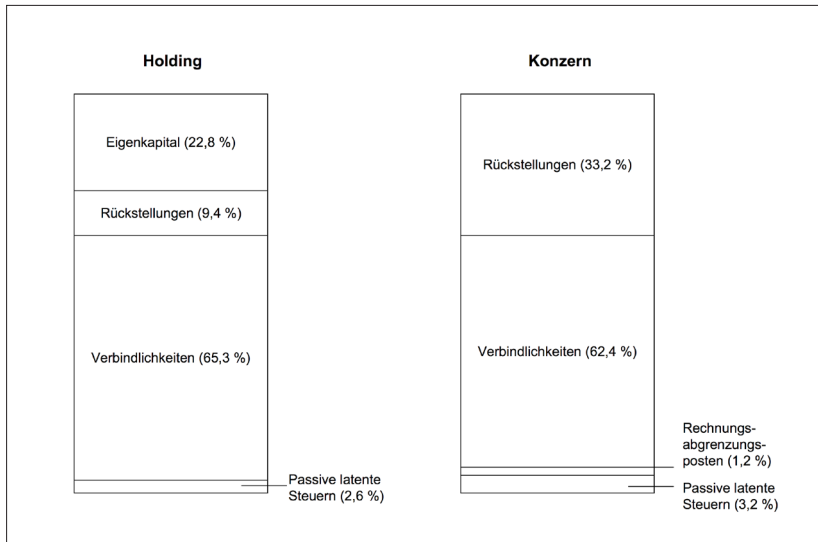 Holding
Eigenkapital (22,8 %)
Rückstellungen (9,4 %)
Verbindlichkeiten (65,3 %)
Passive latente
Steuern (2,6 %)
Konzern
Rückstellungen (33,2 %)
Verbindlichkeiten (62,4 %)
Rechnungs-
abgrenzungs-
posten (1,2 %)
Passive latente
Steuern (3,2 %)